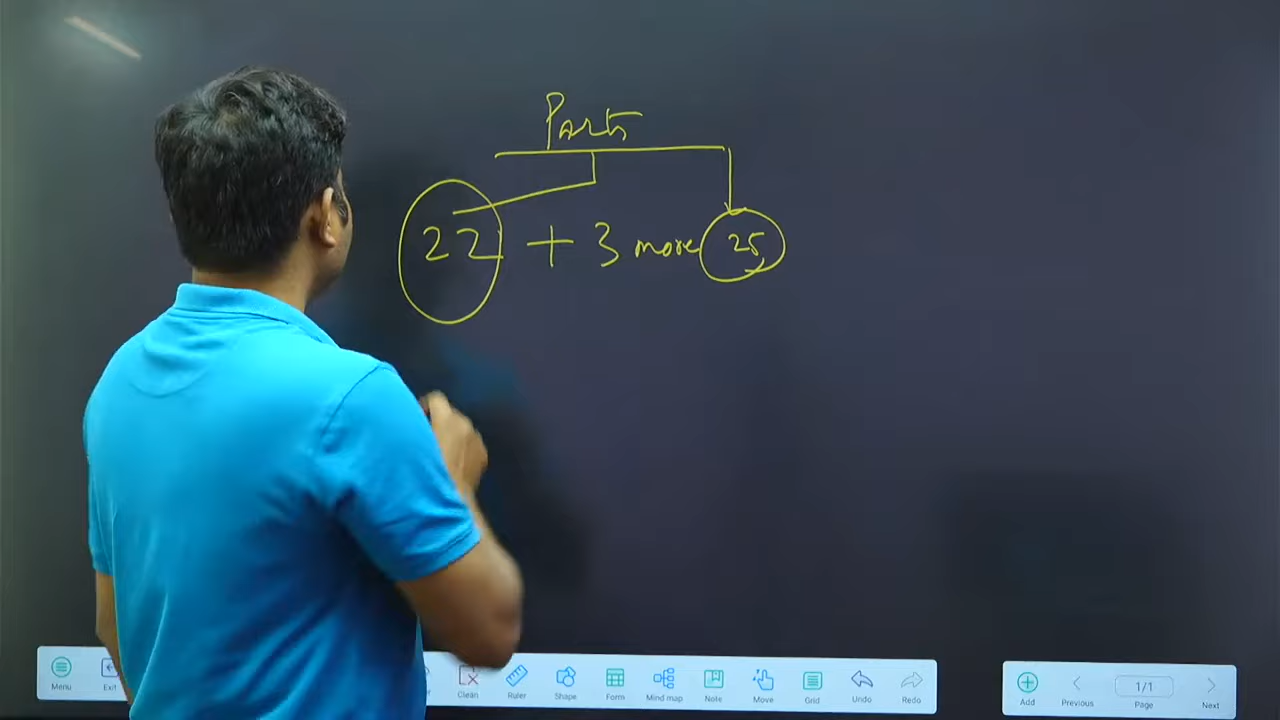 Parts
22 + 3 more 25
Menu Exit Clean Ruler Shape Form Mind map Note Move Grid Undo Redo Add Previous 1/1 Page Next